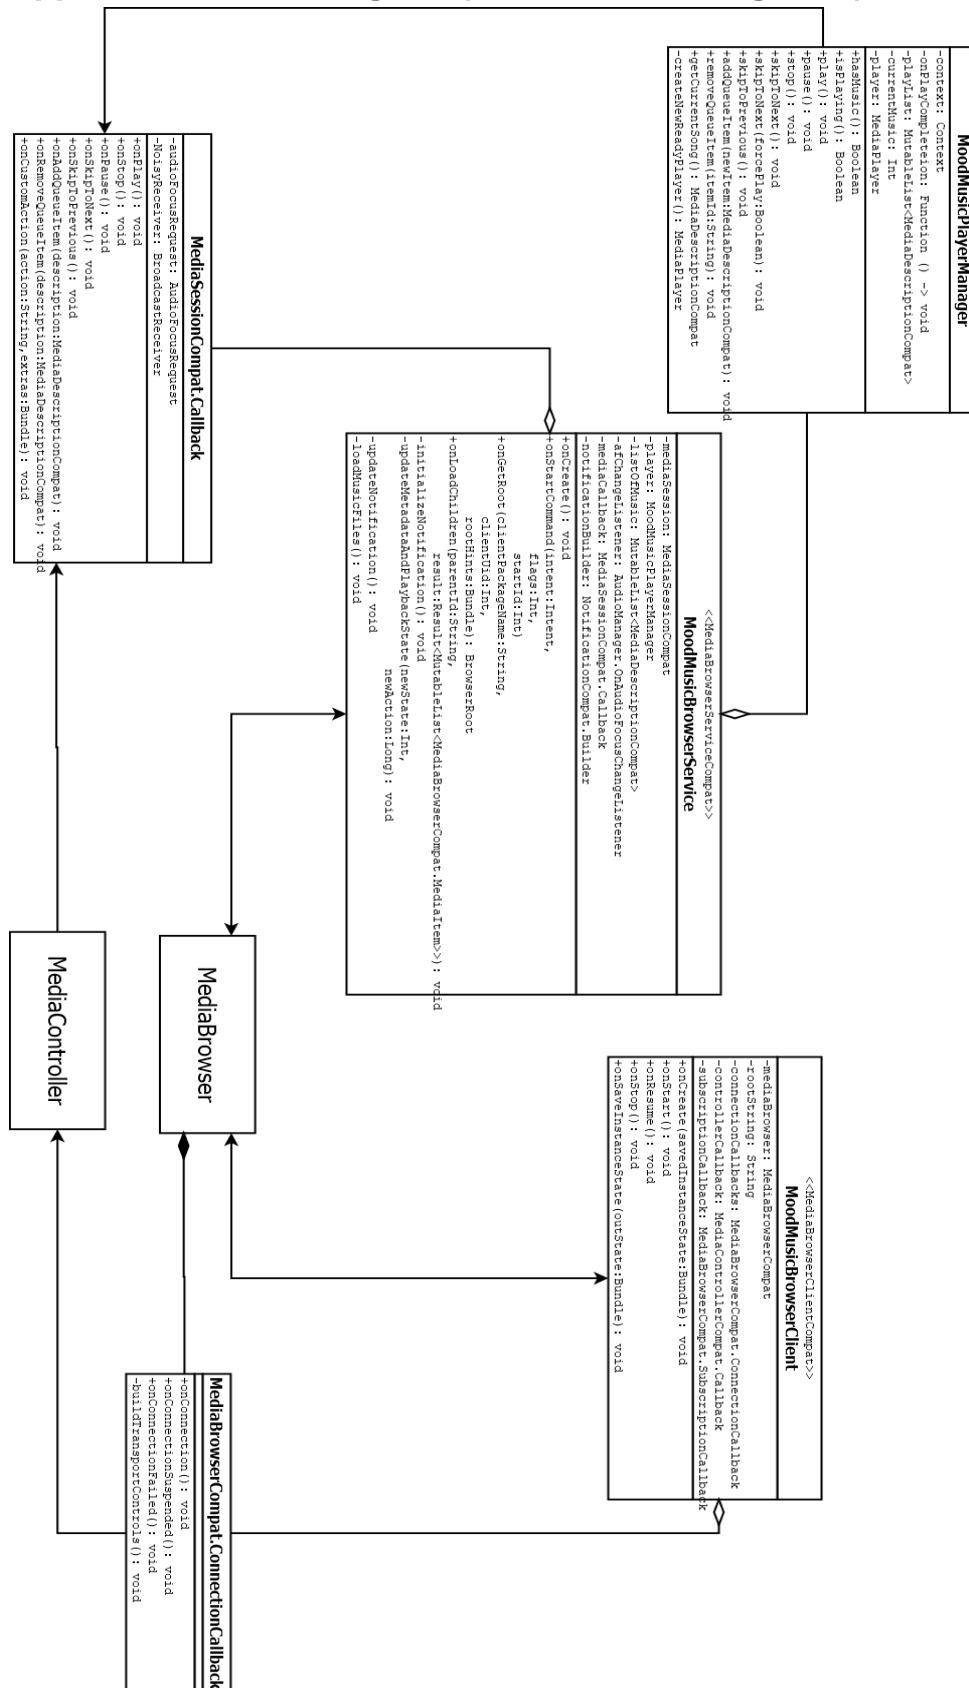 MoodMusicPlayerManager
-context: Context
-onPlayCompleteion: Function () -> void
-playList: MutableList<MediaDescriptionCompat>
-currentMusic: Int
-player: MediaPlayer
+hasMusic(): Boolean
+isPlaying(): Boolean
+play(): void
+pause(): void
+stop(): void
+skipToNext(): void
+skipToNext(forcePlay:Boolean): void
+skipToPrevious(): void
+addQueueItem(newItem:MediaDescriptionCompat): void
+removeQueueItem(itemId:String): void
+getCurrentSong(): MediaDescriptionCompat
-createNewReadyPlayer(): MediaPlayer
<<MediaBrowserServiceCompat>>
MoodMusicBrowserService
-mediaSession: MediaSessionCompat
-player: MoodMusicPlayerManager
-listOfMusic: MutableList<MediaDescriptionCompat>
-afChangeListener: AudioManager.OnAudioFocusChangeListener
-mediaCallback: MediaSessionCompat.Callback
-notificationBuilder: NotificationCompat.Builder
+onCreate(): void
+onStartCommand(intent:Intent,
flags:Int,
startId:Int)
+onGetRoot(clientPackageName:String,
clientUid:Int,
rootHints:Bundle): BrowserRoot
+onLoadChildren(parentId:String,
result:Result<MutableList<MediaBrowserCompat.MediaItem>>): void
-initializeNotification(): void
-updateMetadataAndPlaybackState(newState:Int,
newAction:Long): void
-updateNotification(): void
-loadMusicFiles(): void
<<MediaBrowserClientCompat>>
MoodMusicBrowserClient
-mediaBrowser: MediaBrowserCompat
-rootString: String
-connectionCallbacks: MediaBrowserCompat.ConnectionCallback
-controllerCallback: MediaControllerCompat.Callback
-subscriptionCallback: MediaBrowserCompat.SubscriptionCallback
+onCreate(savedInstanceState:Bundle): void
+onStart(): void
+onResume(): void
+onStop(): void
+onSaveInstanceState(outState:Bundle): void
MediaSessionCompat.Callback
-audioFocusRequest: AudioFocusRequest
-NoisyReceiver: BroadcastReceiver
+onPlay(): void
+onStop(): void
+onPause(): void
+onSkipToNext(): void
+onSkipToPrevious(): void
+onAddQueueItem(description:MediaDescriptionCompat): void
+onRemoveQueueItem(description:MediaDescriptionCompat): void
+onCustomAction(action:String,extras:Bundle): void
MediaBrowser
MediaController
MediaBrowserCompat.ConnectionCallback
+onConnection(): void
+onConnectionSuspended(): void
+onConnectionFailed(): void
-buildTransportControls(): void